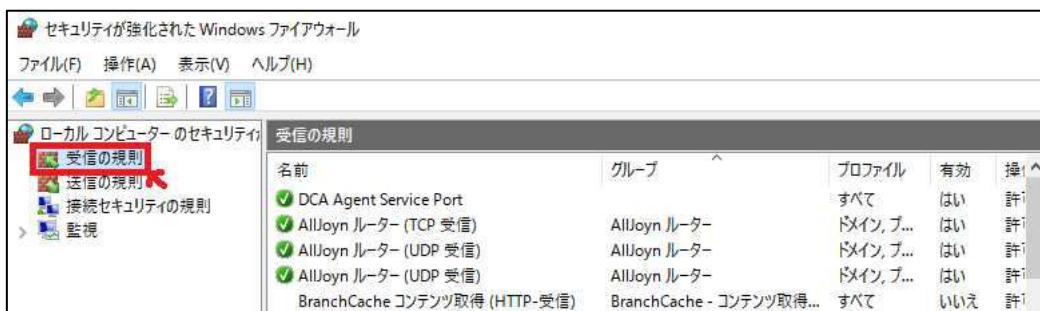 セキュリティが強化された Windows ファイアウォール
ファイル(F) 操作(A) 表示(V) ヘルプ(H)
ローカル コンピューター のセキュリティ
受信の規則
送信の規則
接続セキュリティの規則
監視
受信の規則
名前 グループ プロファイル 有効
DCA Agent Service Port すべて はい
AllJoyn ルーター (TCP 受信) AllJoyn ルーター ドメイン, プ... はい
AllJoyn ルーター (UDP 受信) AllJoyn ルーター ドメイン, プ... はい
AllJoyn ルーター (UDP 受信) AllJoyn ルーター ドメイン, プ... はい
BranchCache コンテンツ取得 (HTTP-受信) BranchCache - コンテンツ取得... すべて いいえ